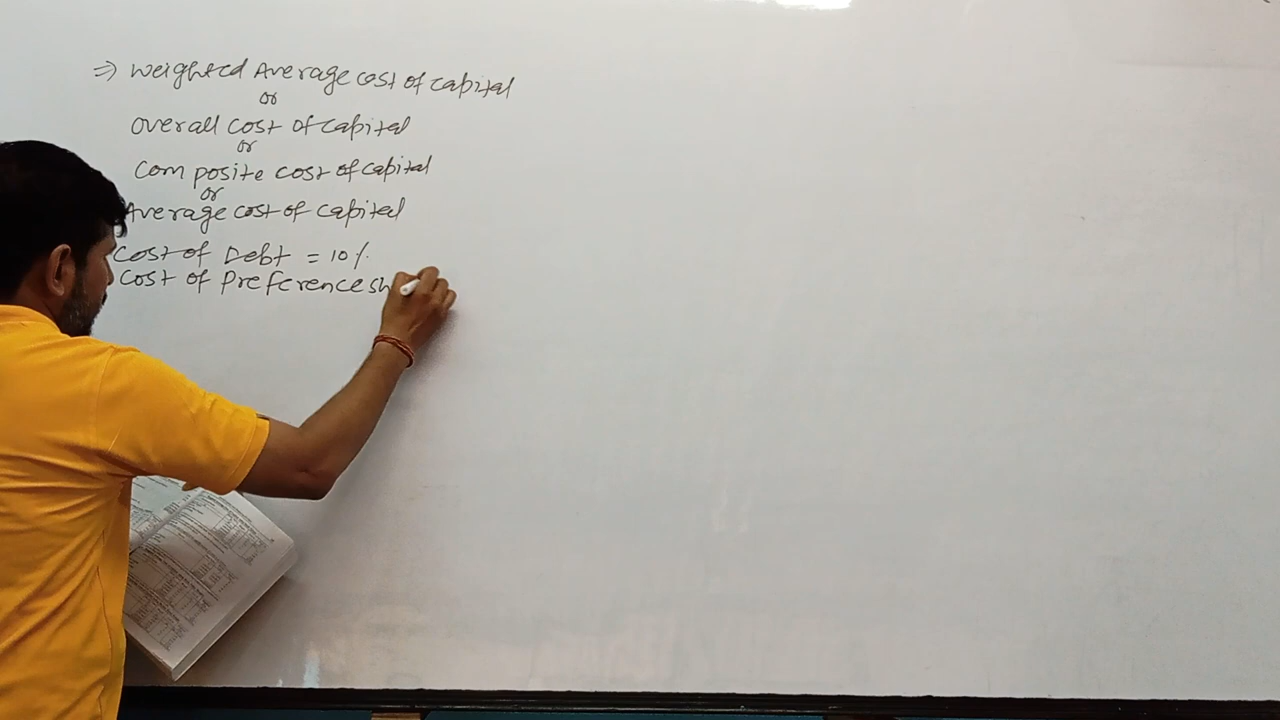 ⇒ Weighted Average cost of capital
or
overall cost of capital
or
composite cost of capital
or
Average cost of capital
Cost of Debt = 10%
Cost of Preference sh